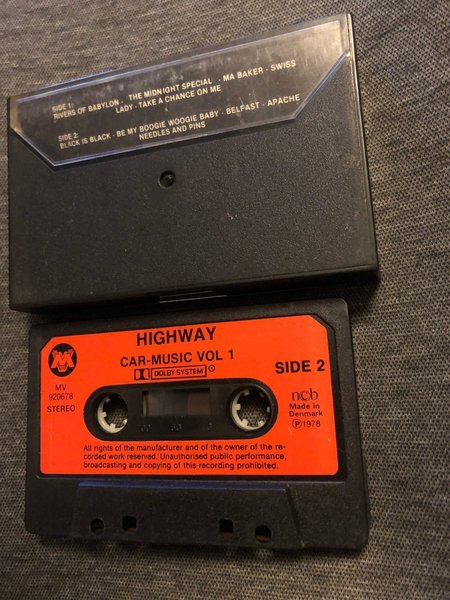 SIDE 1:
RIVERS OF BABYLON · THE MIDNIGHT SPECIAL · MA BAKER · SWISS
LADY · TAKE A CHANCE ON ME
SIDE 2:
BLACK IS BLACK · BE MY BOOGIE WOOGIE BABY · BELFAST · APACHE
NEEDLES AND PINS
HIGHWAY
CAR-MUSIC VOL 1
DOLBY SYSTEM ®
SIDE 2
MV
920678
STEREO
ncb
Made in
Denmark
Ⓟ1978
All rights of the manufacturer and of the owner of the re-
corded work reserved. Unauthorised public performance,
broadcasting and copying of this recording prohibited.